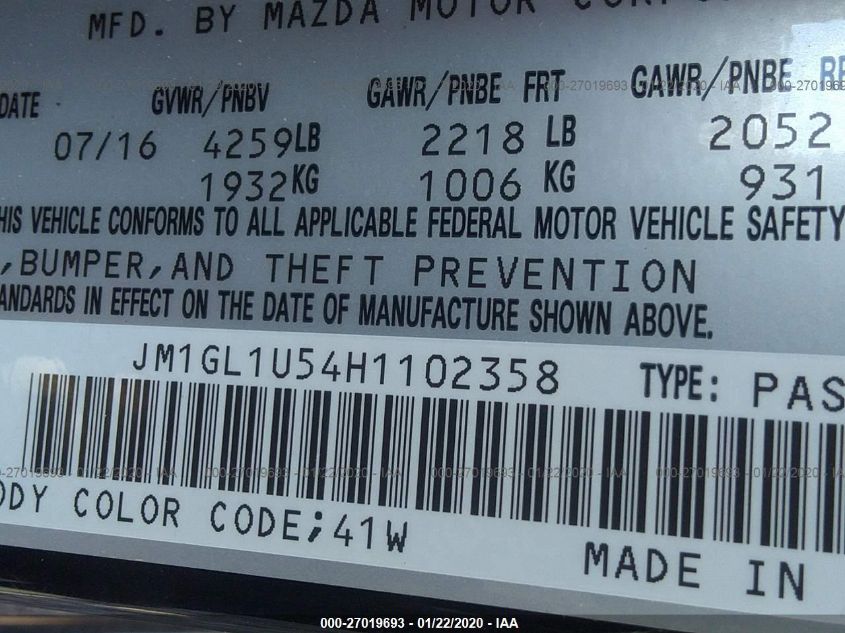 MFD. BY MAZDA MOTOR
DATE GVWR/PNBV GAWR/PNBE FRT GAWR/PNBE RE
07/16 4259LB 2218 LB 2052
1932KG 1006 KG 931
HIS VEHICLE CONFORMS TO ALL APPLICABLE FEDERAL MOTOR VEHICLE SAFETY
,BUMPER,AND THEFT PREVENTION
ANDARDS IN EFFECT ON THE DATE OF MANUFACTURE SHOWN ABOVE.
JM1GL1U54H1102358 TYPE: PAS
ODY COLOR CODE;41W
MADE IN
000-27019693 - 01/22/2020 - IAA